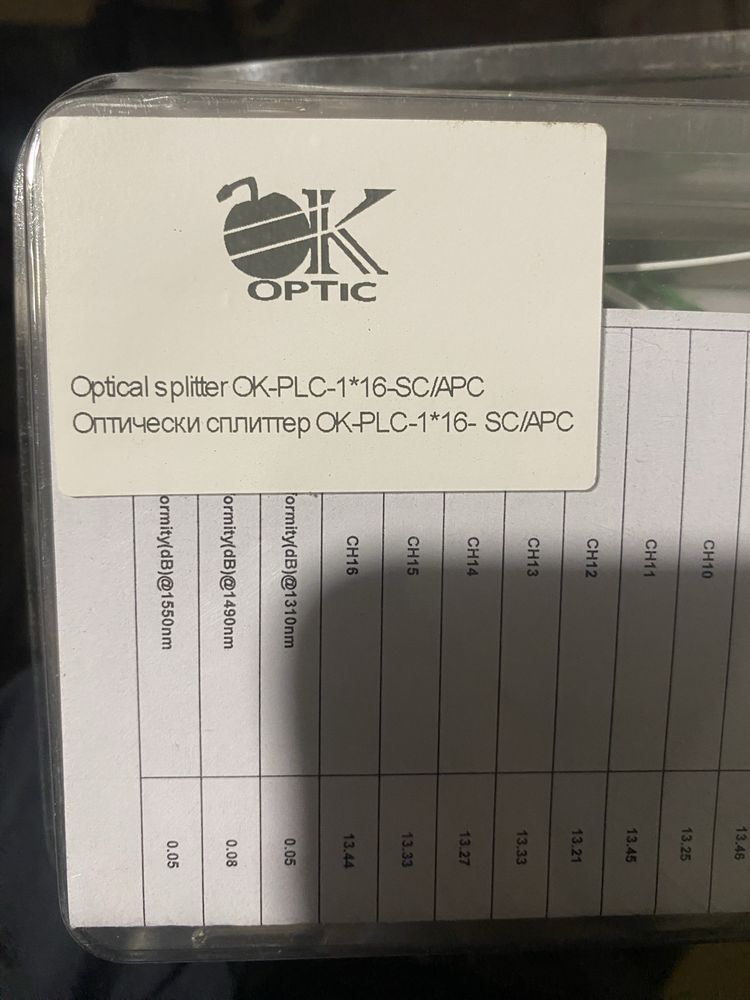 OK
OPTIC
Optical splitter OK-PLC-1*16-SC/APC
Оптически сплиттер OK-PLC-1*16- SC/APC
13.46
CH10 13.25
CH11 13.45
CH12 13.21
CH13 13.33
CH14 13.27
CH15 13.33
CH16 13.44
formity(dB)@1310nm 0.05
ormity(dB)@1490nm 0.08
ormity(dB)@1550nm 0.05